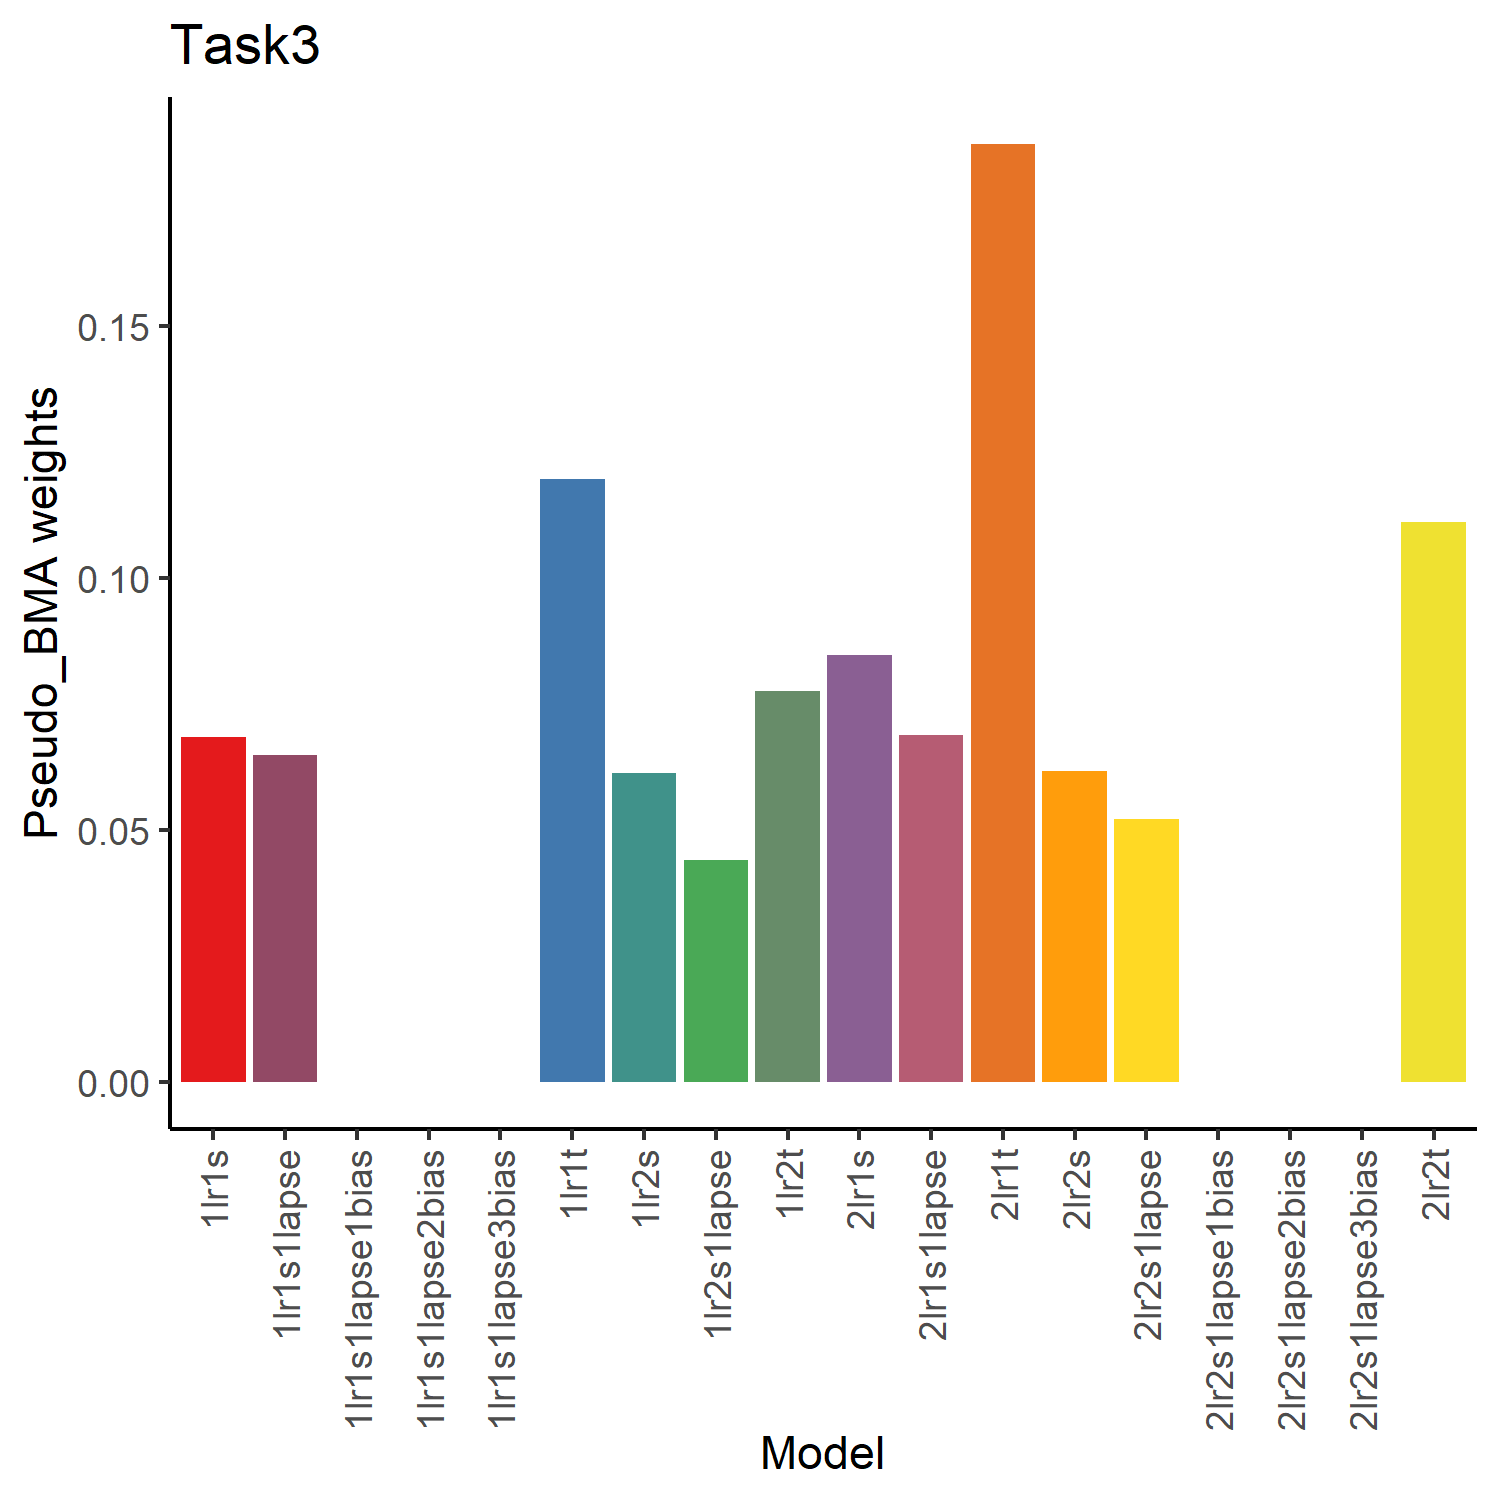 Task3
Pseudo_BMA weights
0.15
0.10
0.05
0.00
1lr1s
1lr1s1lapse
1lr1s1lapse1bias
1lr1s1lapse2bias
1lr1s1lapse3bias
1lr1t
1lr2s
1lr2s1lapse
1lr2t
2lr1s
2lr1s1lapse
2lr1t
2lr2s
2lr2s1lapse
2lr2s1lapse1bias
2lr2s1lapse2bias
2lr2s1lapse3bias
2lr2t
Model